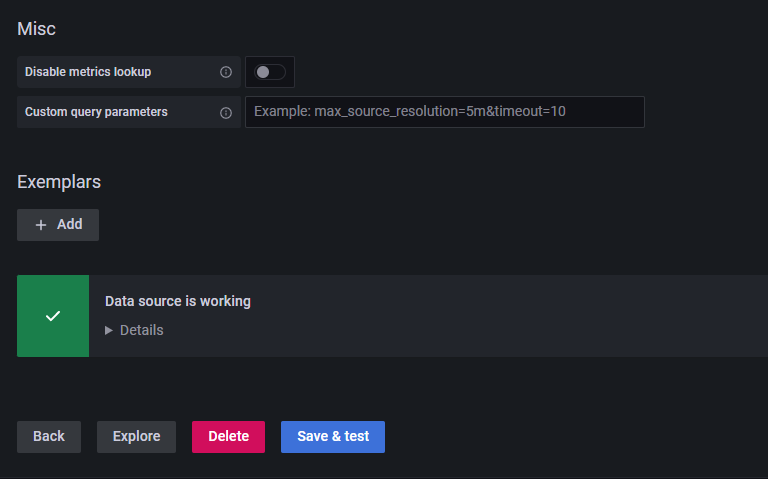 Misc
Disable metrics lookup
Custom query parameters
Example: max_source_resolution=5m&timeout=10
Exemplars
+ Add
Data source is working
Details
Back Explore Delete Save & test